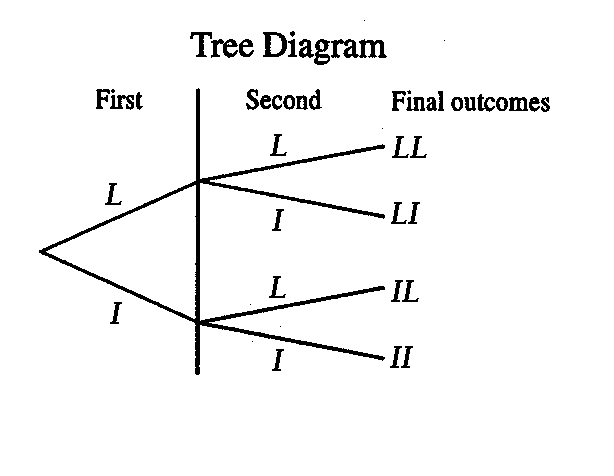 Tree Diagram
First Second Final outcomes
L LL
L
I LI
L IL
I
I II